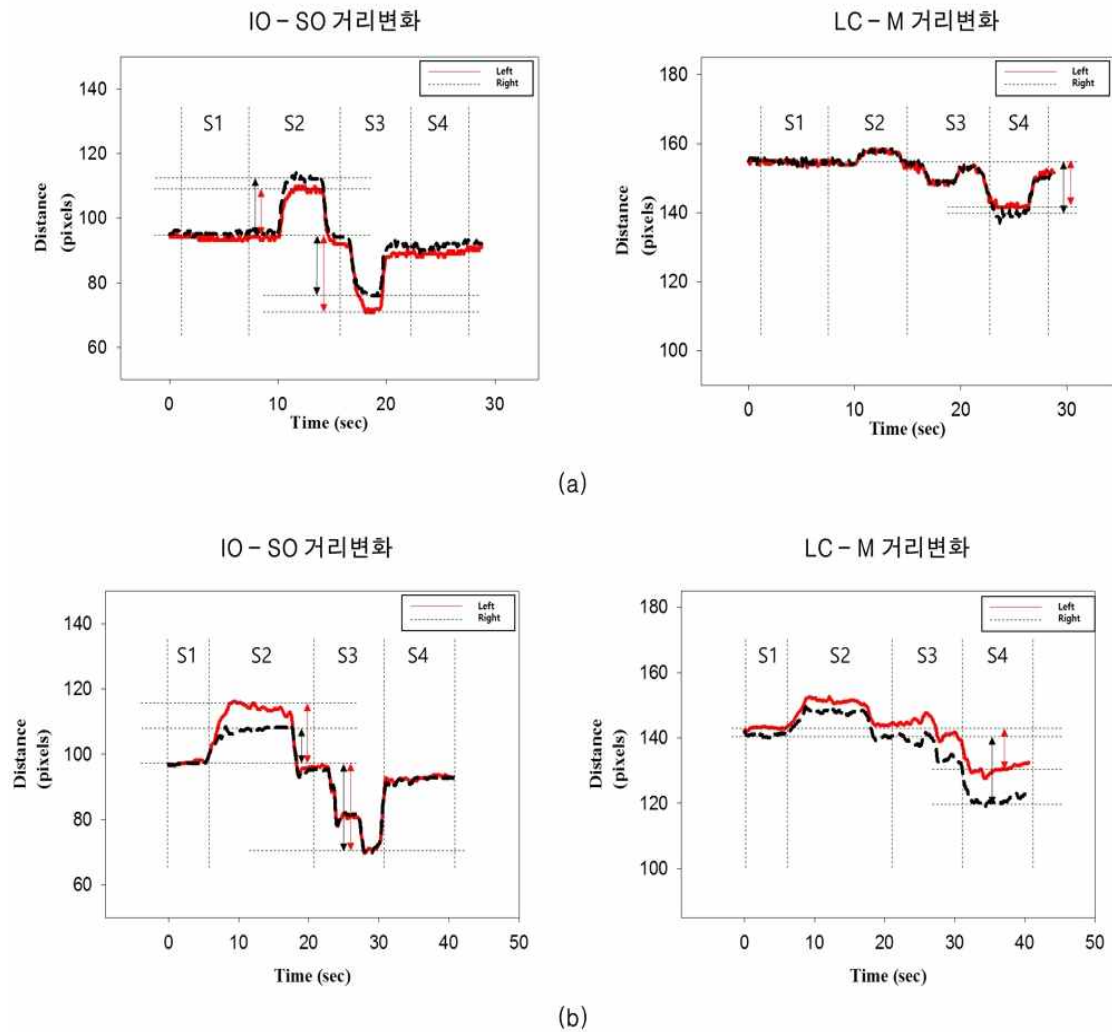 IO – SO 거리변화
Left
Right
140
120
100
80
60
S1 S2 S3 S4
Distance
(pixels)
0 10 20 30
Time (sec)
LC – M 거리변화
Left
Right
180
160
140
120
100
S1 S2 S3 S4
Distance
(pixels)
0 10 20 30
Time (sec)
(a)
IO – SO 거리변화
Left
Right
140
120
100
80
60
S1 S2 S3 S4
Distance
(pixels)
0 10 20 30 40 50
Time (sec)
LC – M 거리변화
Left
Right
180
160
140
120
100
S1 S2 S3 S4
Distance
(pixels)
0 10 20 30 40 50
Time (sec)
(b)